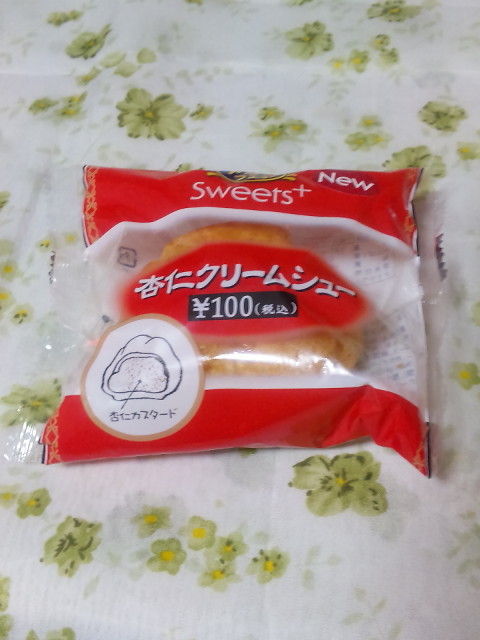 New
Sweets+
杏仁クリームシュー
¥100(税込)
杏仁カスタード